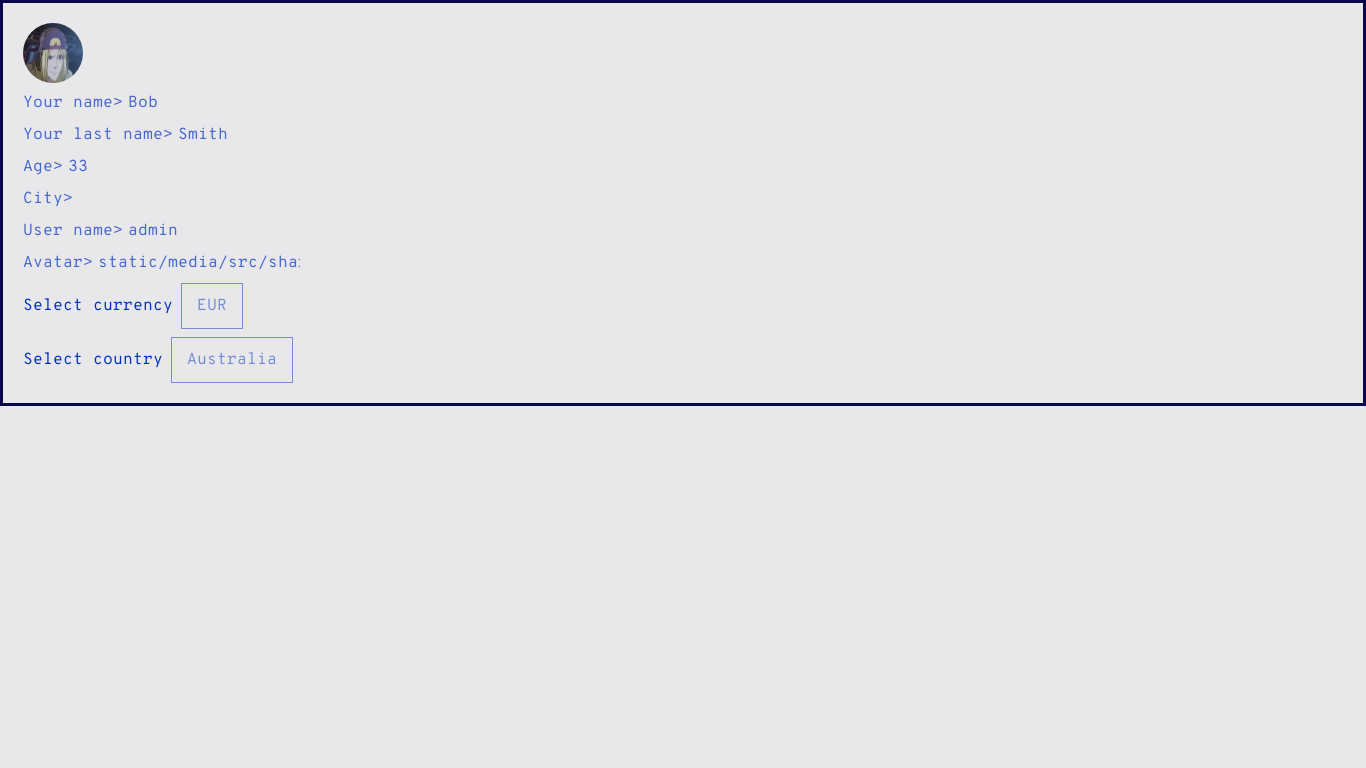 Your name> Bob
Your last name> Smith
Age> 33
City>
User name> admin
Avatar> static/media/src/sha
Select currency EUR
Select country Australia